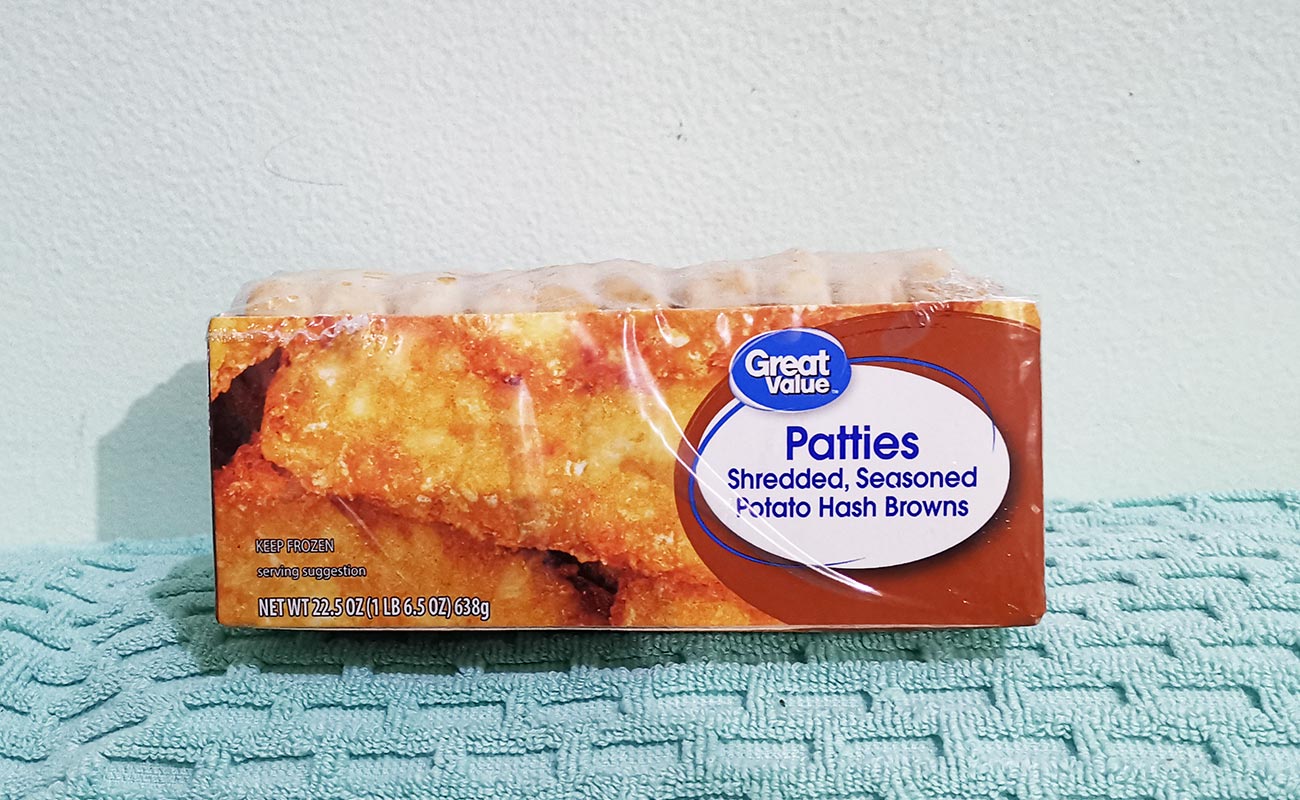 Great
Value™
Patties
Shredded, Seasoned
Potato Hash Browns
KEEP FROZEN
serving suggestion
NET WT 22.5 OZ (1 LB 6.5 OZ) 638g